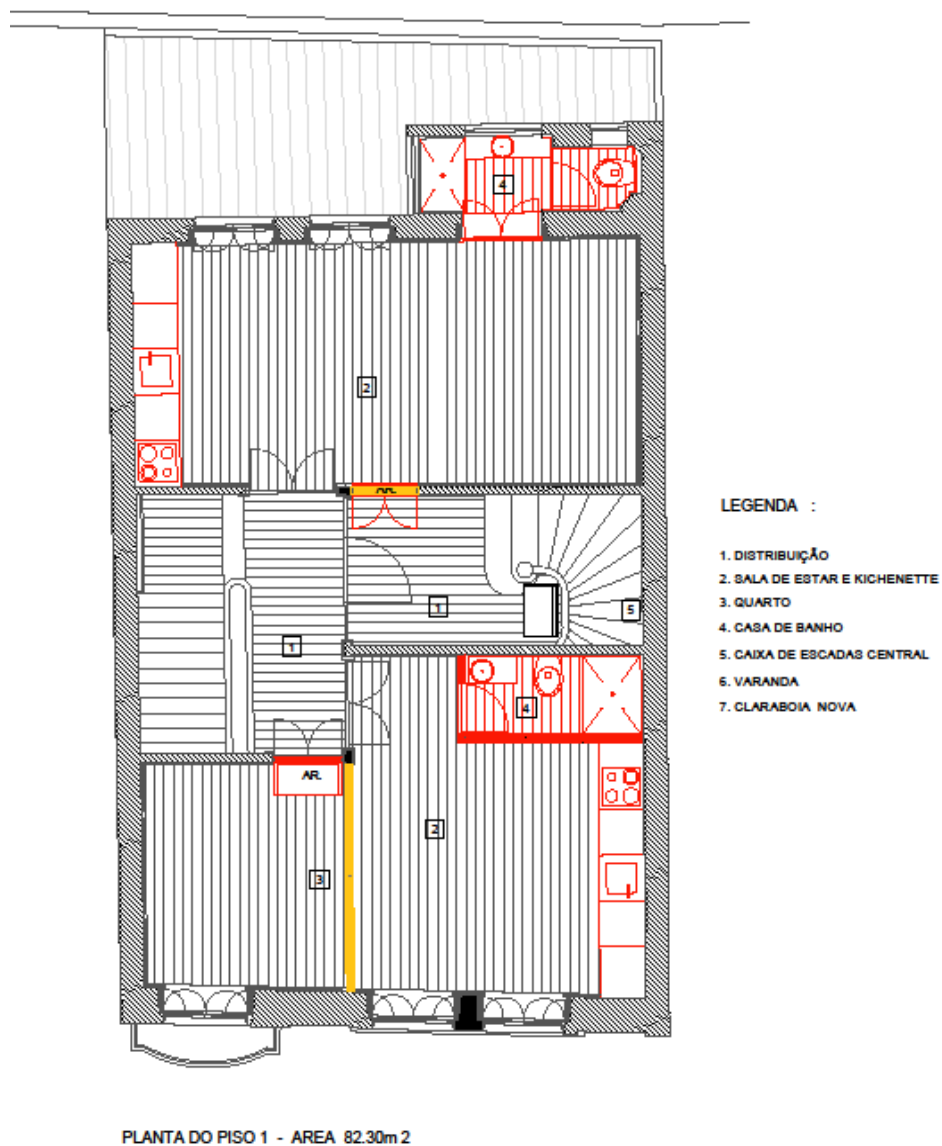 4
2
AR.
1
5
1
4
AR.
2
3
LEGENDA :
1. DISTRIBUIÇÃO
2. SALA DE ESTAR E KICHENETTE
3. QUARTO
4. CASA DE BANHO
5. CAIXA DE ESCADAS CENTRAL
6. VARANDA
7. CLARABOIA NOVA
PLANTA DO PISO 1 - AREA 82.30m 2